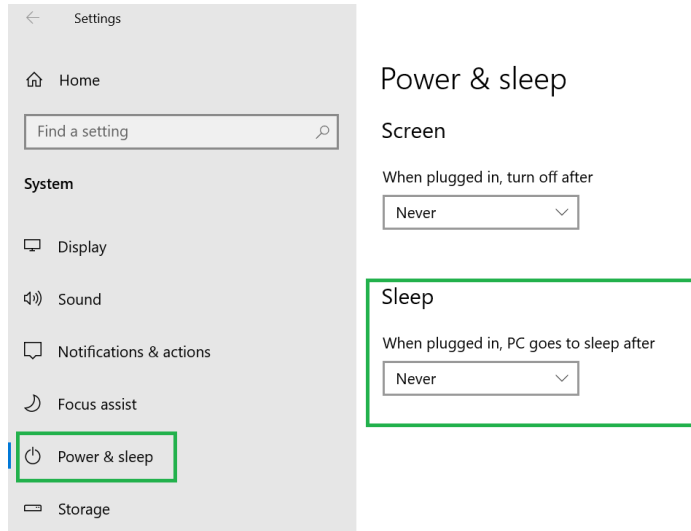 Settings
Home
Find a setting
System
Display
Sound
Notifications & actions
Focus assist
Power & sleep
Storage
Power & sleep
Screen
When plugged in, turn off after
Never
Sleep
When plugged in, PC goes to sleep after
Never